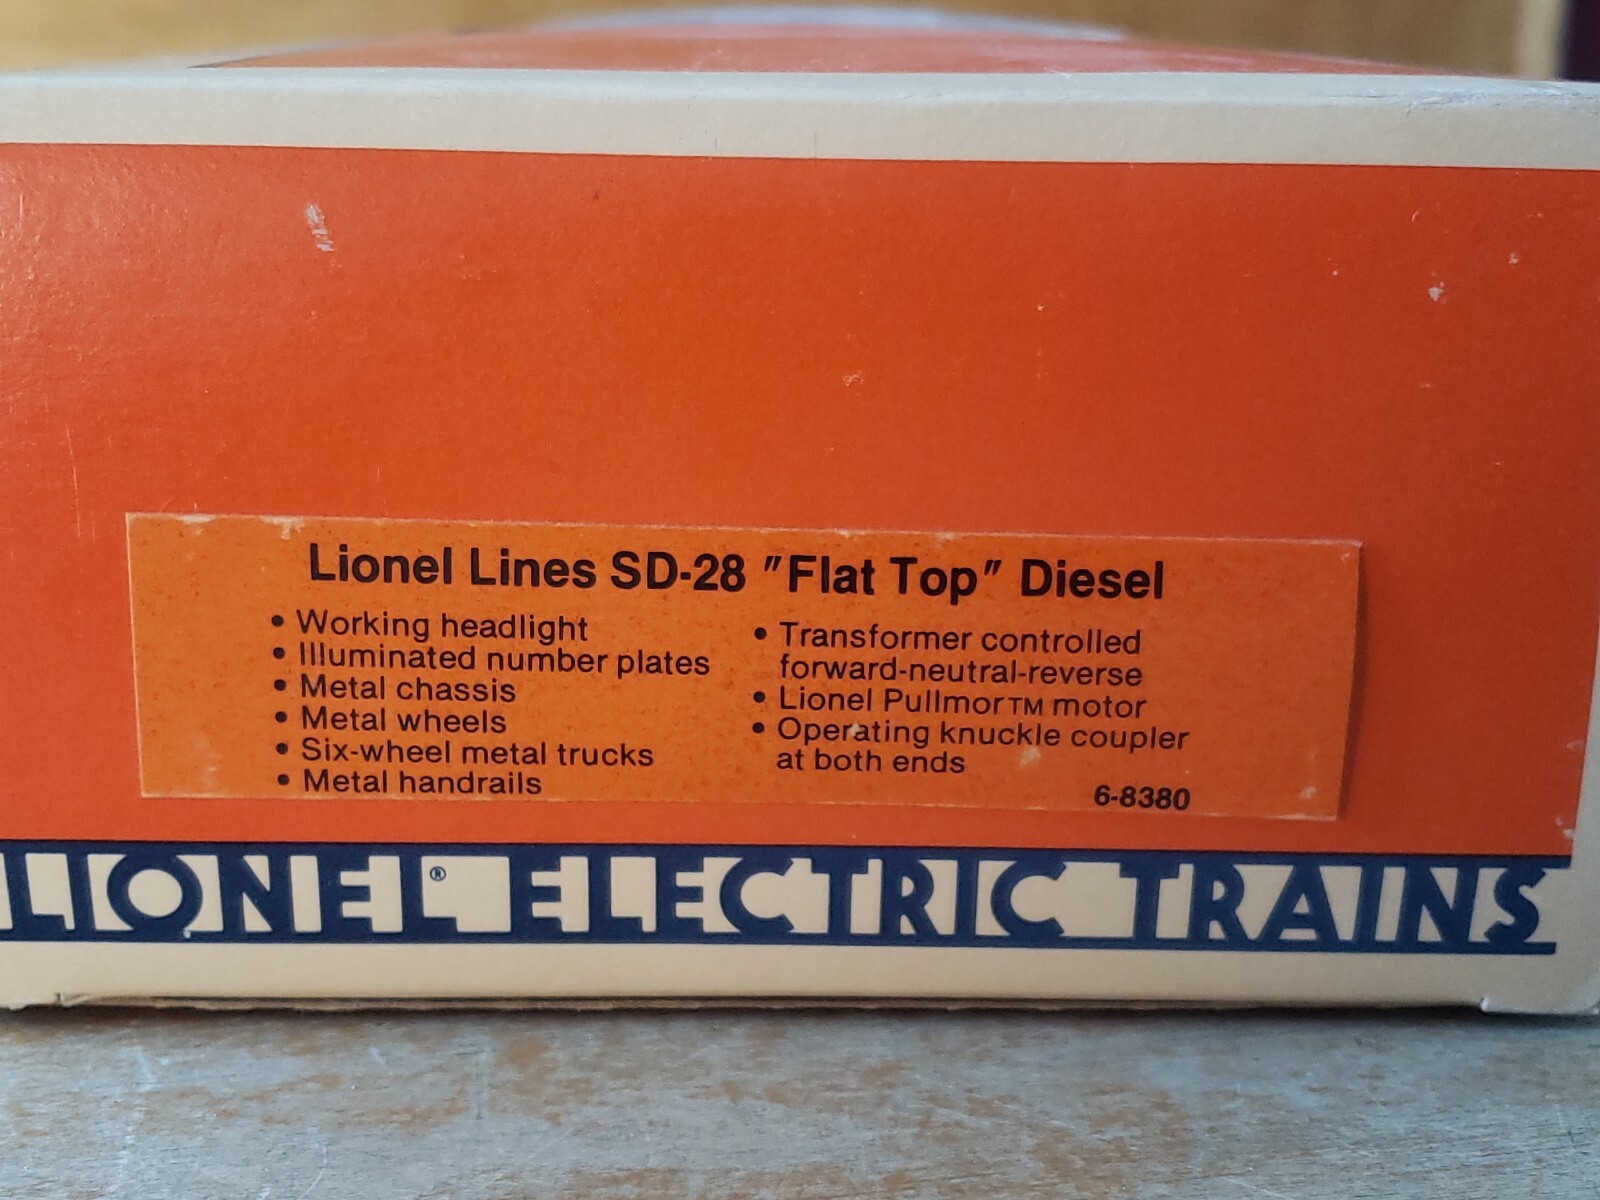 Lionel Lines SD-28 "Flat Top" Diesel
• Working headlight
• Illuminated number plates
• Metal chassis
• Metal wheels
• Six-wheel metal trucks
• Metal handrails
• Transformer controlled
forward-neutral-reverse
• Lionel Pullmor™ motor
• Operating knuckle coupler
at both ends
6-8380
LIONEL® ELECTRIC TRAINS